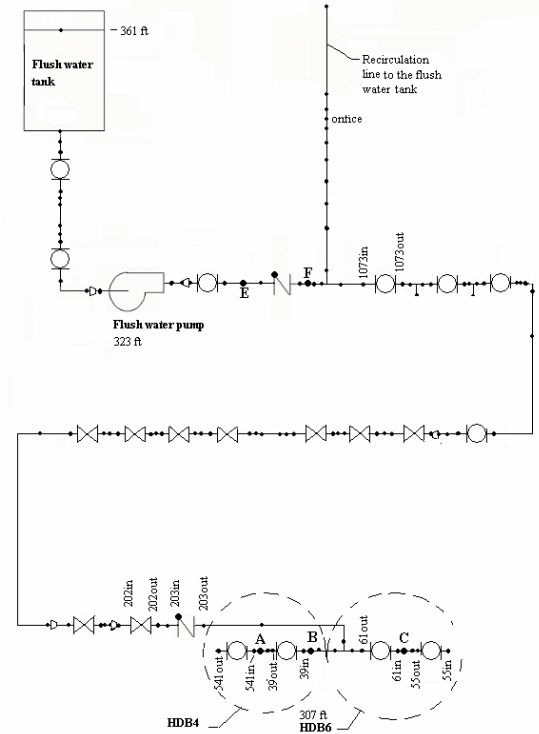 361 ft
Flush water
tank
Recirculation
line to the flush
water tank
orifice
1073in
1073out
E
F
Flush water pump
323 ft
202in
202out
203in
203out
61out
A
B
C
541out
541in
39out
39in
61in
55out
55in
307 ft
HDB4
HDB6